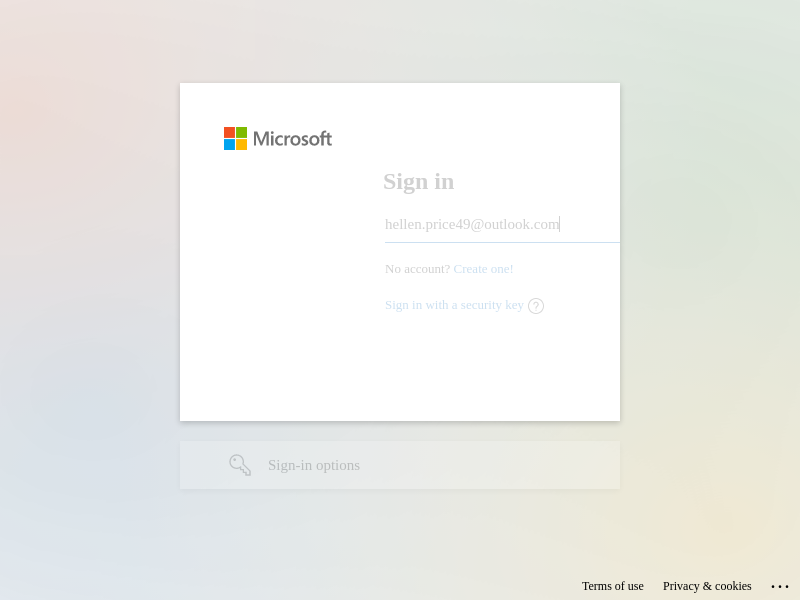 Microsoft
Sign in
hellen.price49@outlook.com
No account? Create one!
Sign in with a security key ?
Sign-in options
Terms of use Privacy & cookies ...